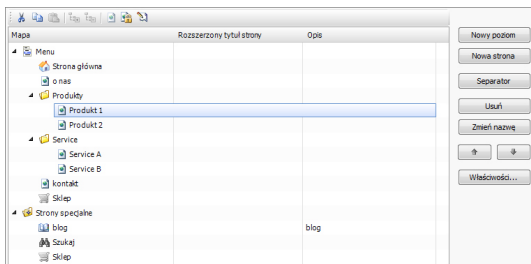 Mapa Rozszerzony tytuł strony Opis
Nowy poziom
Menu
Nowa strona
Strona główna
o nas
Separator
Produkty
Produkt 1
Usuń
Produkt 2
Zmień nazwę
Service
Service A
Service B
Właściwości...
kontakt
Sklep
Strony specjalne
blog blog
Szukaj
Sklep